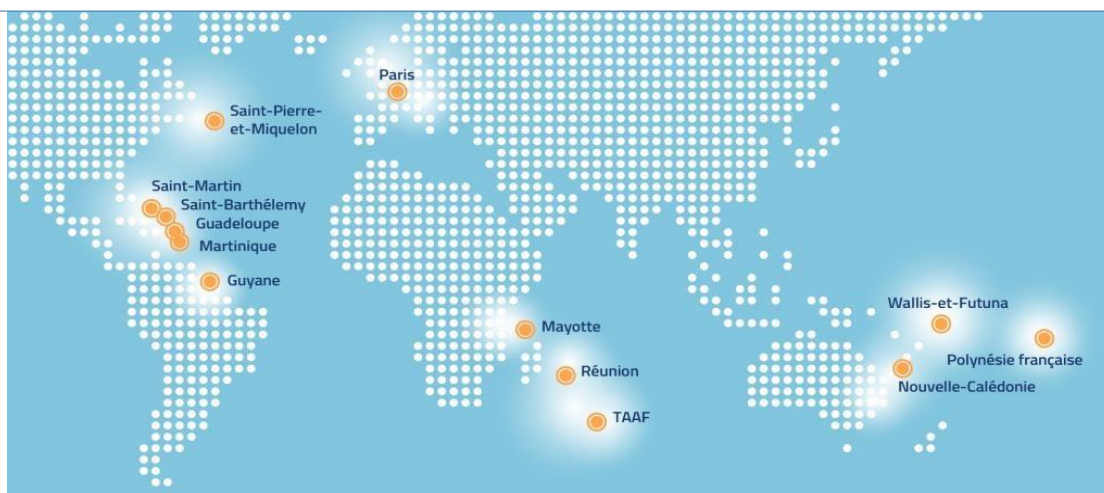 Paris
Saint-Pierre-
et-Miquelon
Saint-Martin
Saint-Barthélemy
Guadeloupe
Martinique
Guyane
Mayotte
Wallis-et-Futuna
Polynésie française
Réunion
Nouvelle-Calédonie
TAAF